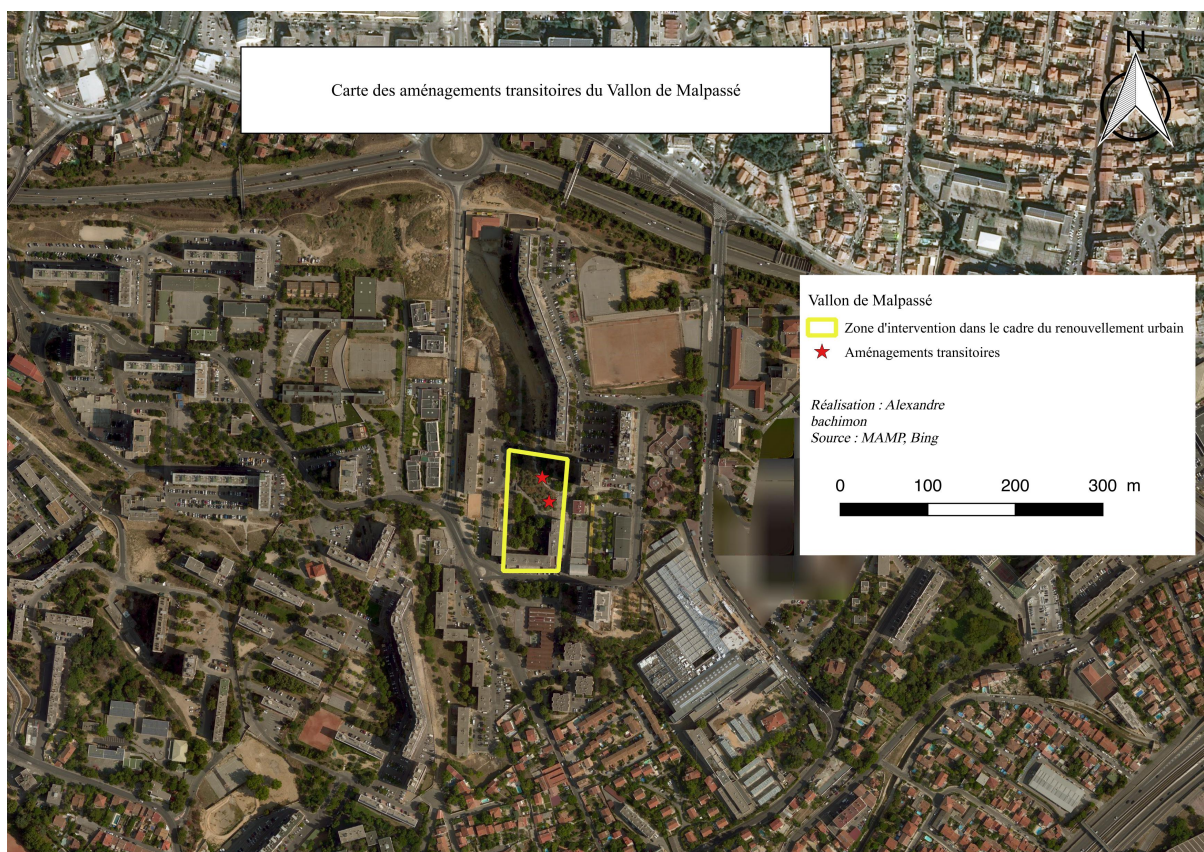 Carte des aménagements transitoires du Vallon de Malpassé
N
Vallon de Malpassé
Zone d'intervention dans le cadre du renouvellement urbain
Aménagements transitoires
Réalisation : Alexandre
bachimon
Source : MAMP, Bing
0 100 200 300 m